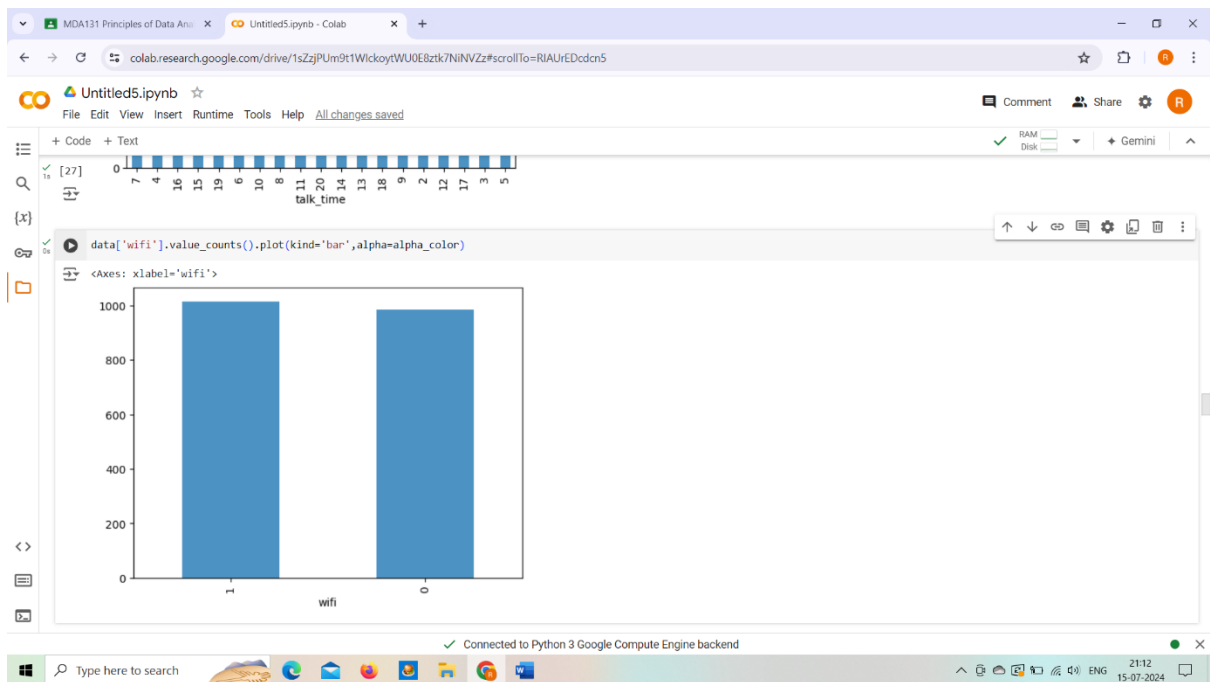 MDA131 Principles of Data Ana
Untitled5.ipynb - Colab
colab.research.google.com/drive/1sZzjPUm9t1WlckoytWU0E8ztk7NiNVZz#scrollTo=RIAUrEDcdcn5
Untitled5.ipynb
File Edit View Insert Runtime Tools Help All changes saved
Comment Share R
+ Code + Text
RAM
Disk
Gemini
[27]
1s
0
7 4 16 15 19 6 10 8 11 20 14 13 18 9 2 12 17 3 5
talk_time
{x}
0s
data['wifi'].value_counts().plot(kind='bar',alpha=alpha_color)
<Axes: xlabel='wifi'>
1000
800
600
400
200
0
1 0
wifi
Connected to Python 3 Google Compute Engine backend
Type here to search
ENG
21:12
15-07-2024